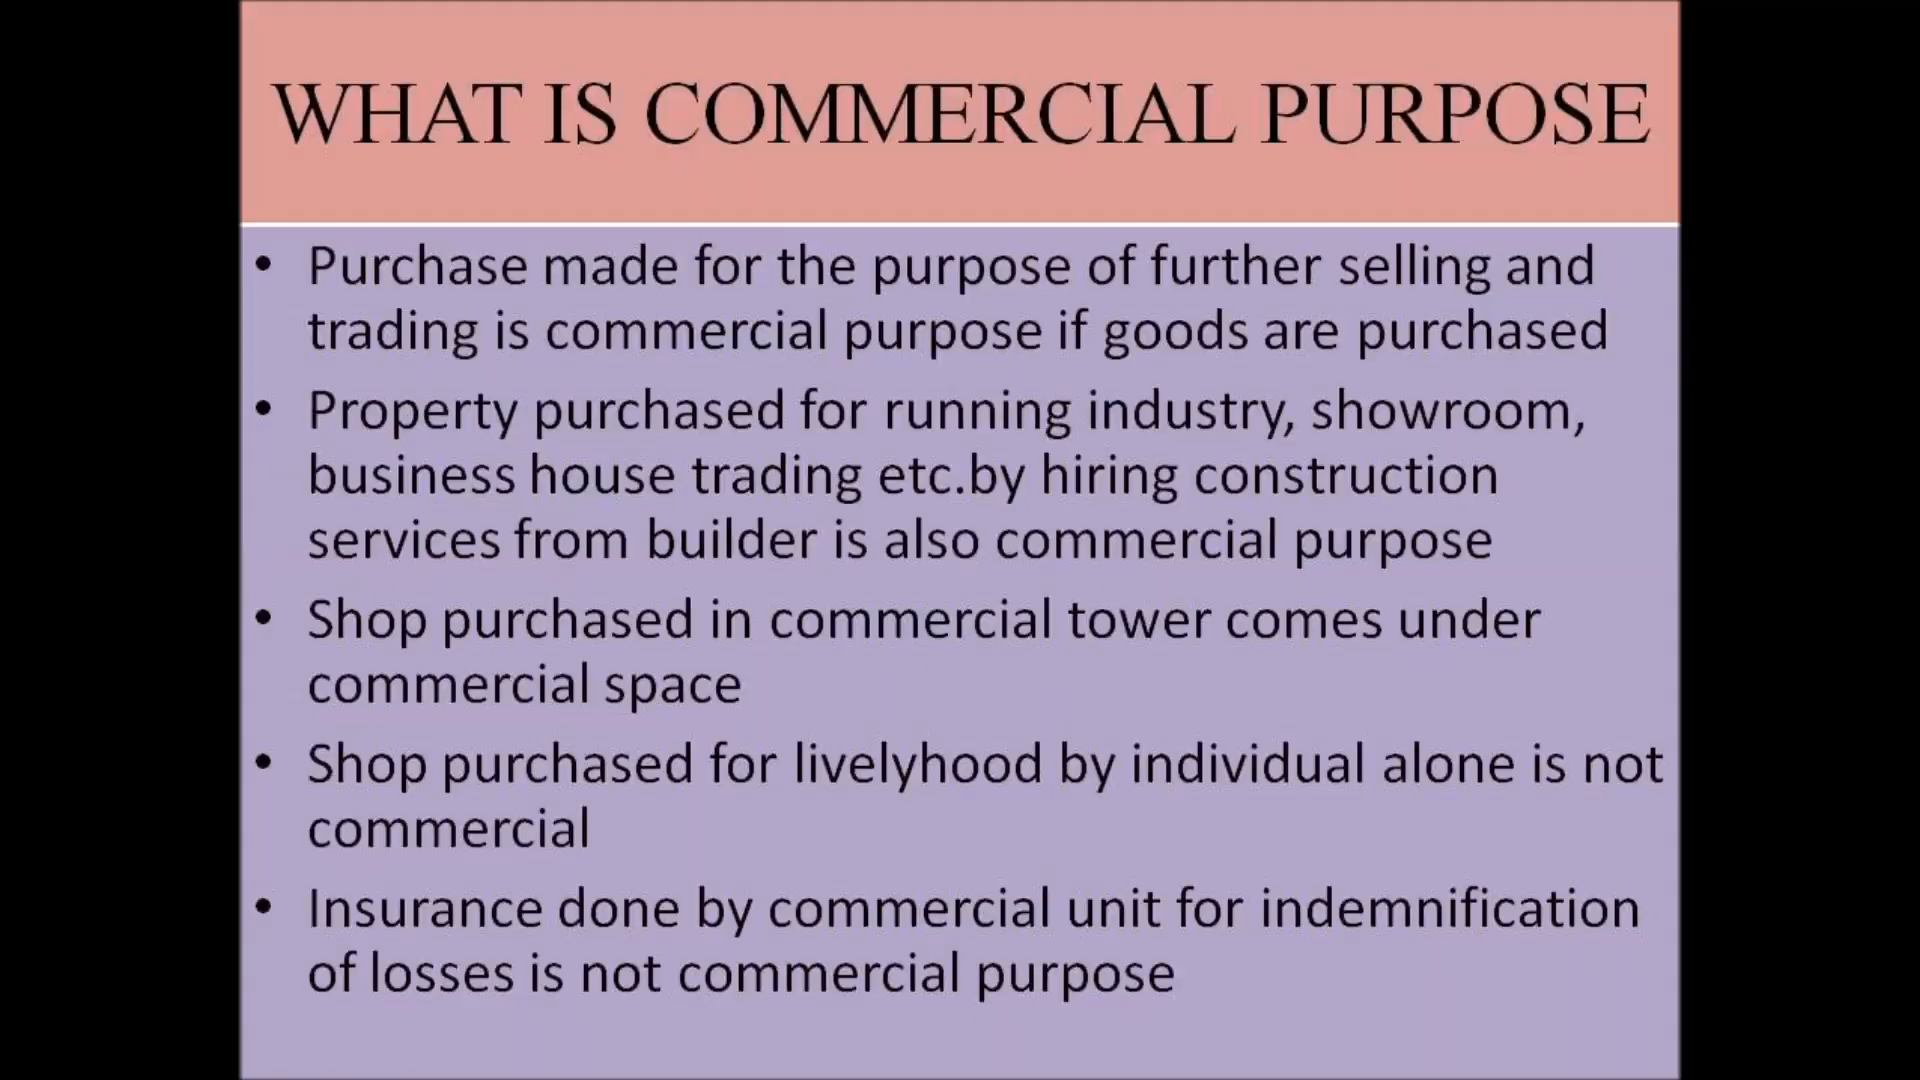 WHAT IS COMMERCIAL PURPOSE
• Purchase made for the purpose of further selling and
trading is commercial purpose if goods are purchased
• Property purchased for running industry, showroom,
business house trading etc.by hiring construction
services from builder is also commercial purpose
• Shop purchased in commercial tower comes under
commercial space
• Shop purchased for livelyhood by individual alone is not
commercial
• Insurance done by commercial unit for indemnification
of losses is not commercial purpose